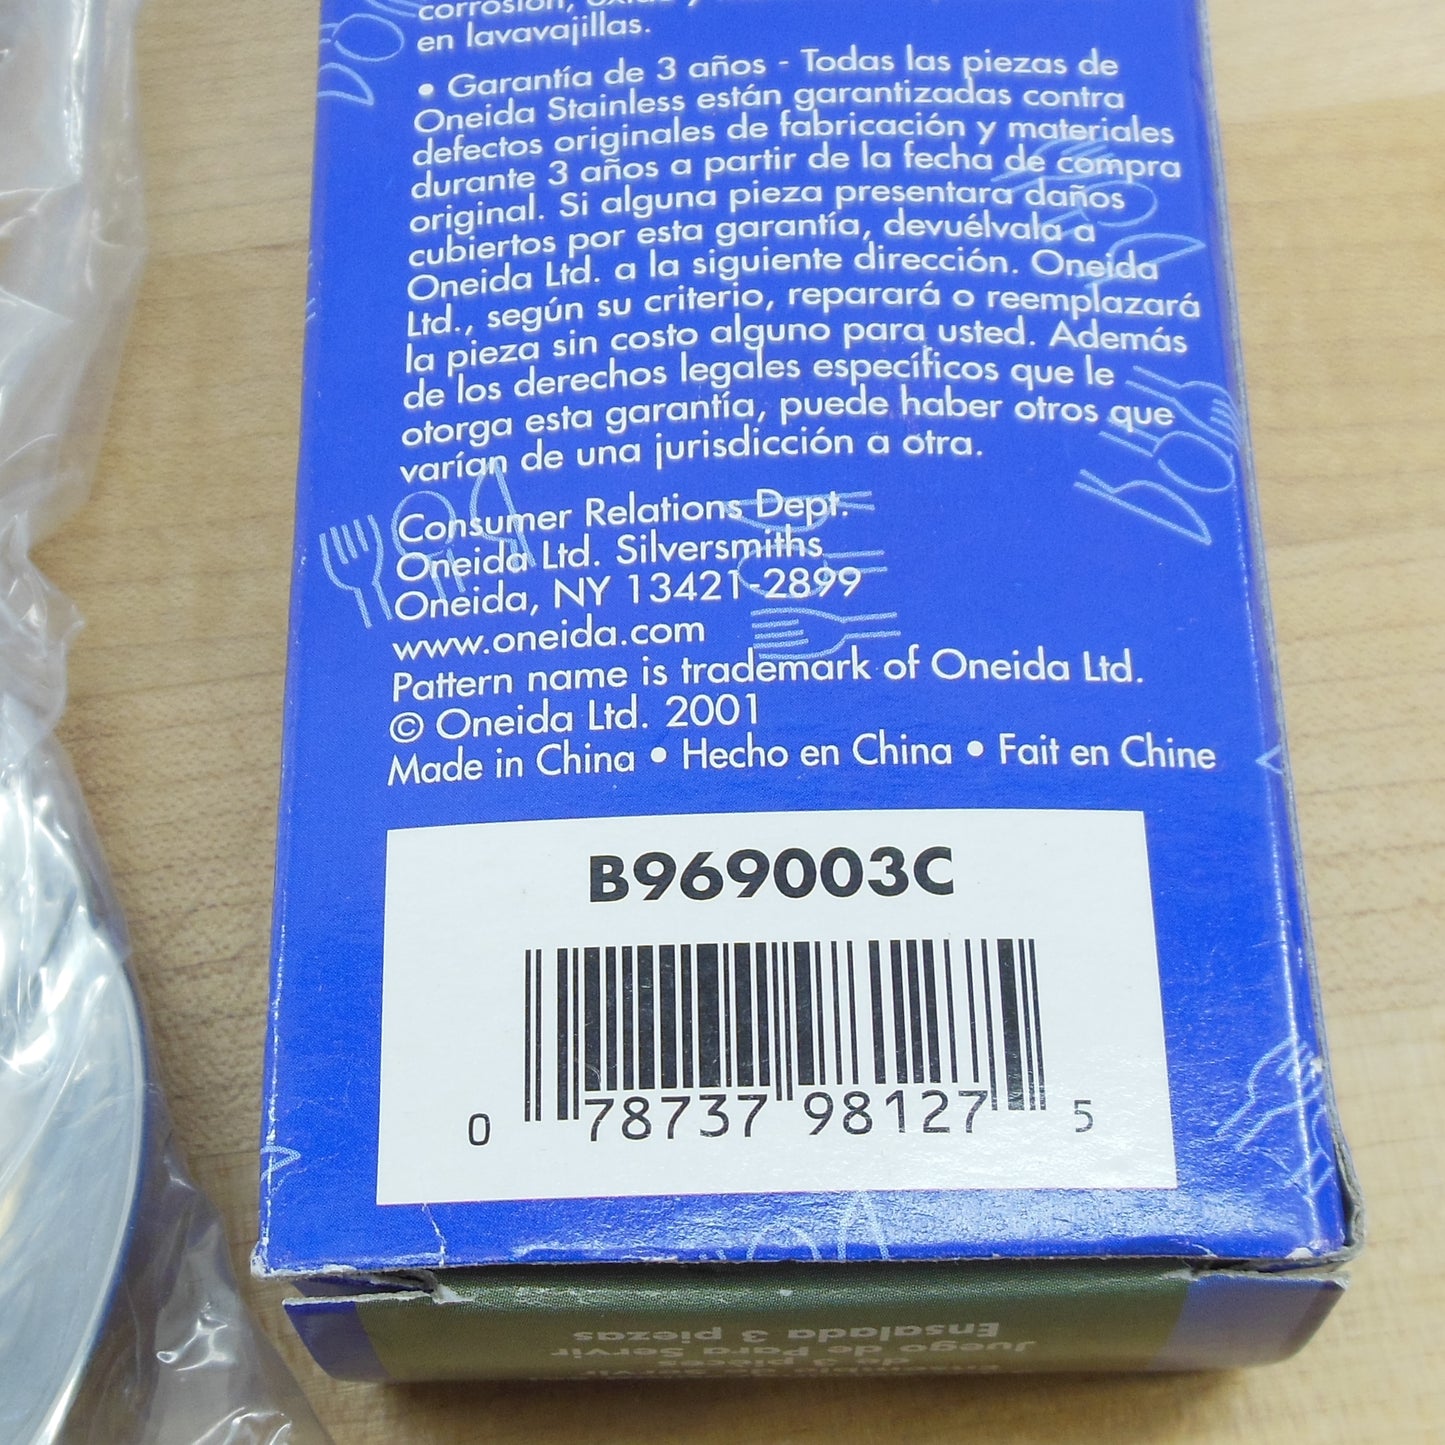 corrosión,
en lavavajillas.
• Garantía de 3 años - Todas las piezas de
Oneida Stainless están garantizadas contra
defectos originales de fabricación y materiales
durante 3 años a partir de la fecha de compra
original. Si alguna pieza presentara daños
cubiertos por esta garantía, devuélvala a
Oneida Ltd. a la siguiente dirección. Oneida
Ltd., según su criterio, reparará o reemplazará
la pieza sin costo alguno para usted. Además
de los derechos legales específicos que le
otorga esta garantía, puede haber otros que
varían de una jurisdicción a otra.
Consumer Relations Dept.
Oneida Ltd. Silversmiths
Oneida, NY 13421-2899
www.oneida.com
Pattern name is trademark of Oneida Ltd.
© Oneida Ltd. 2001
Made in China • Hecho en China • Fait en Chine
B969003C
0 78737 98127 5
de 3 pièces
Juego de Para Servir
Ensalada 3 piezas